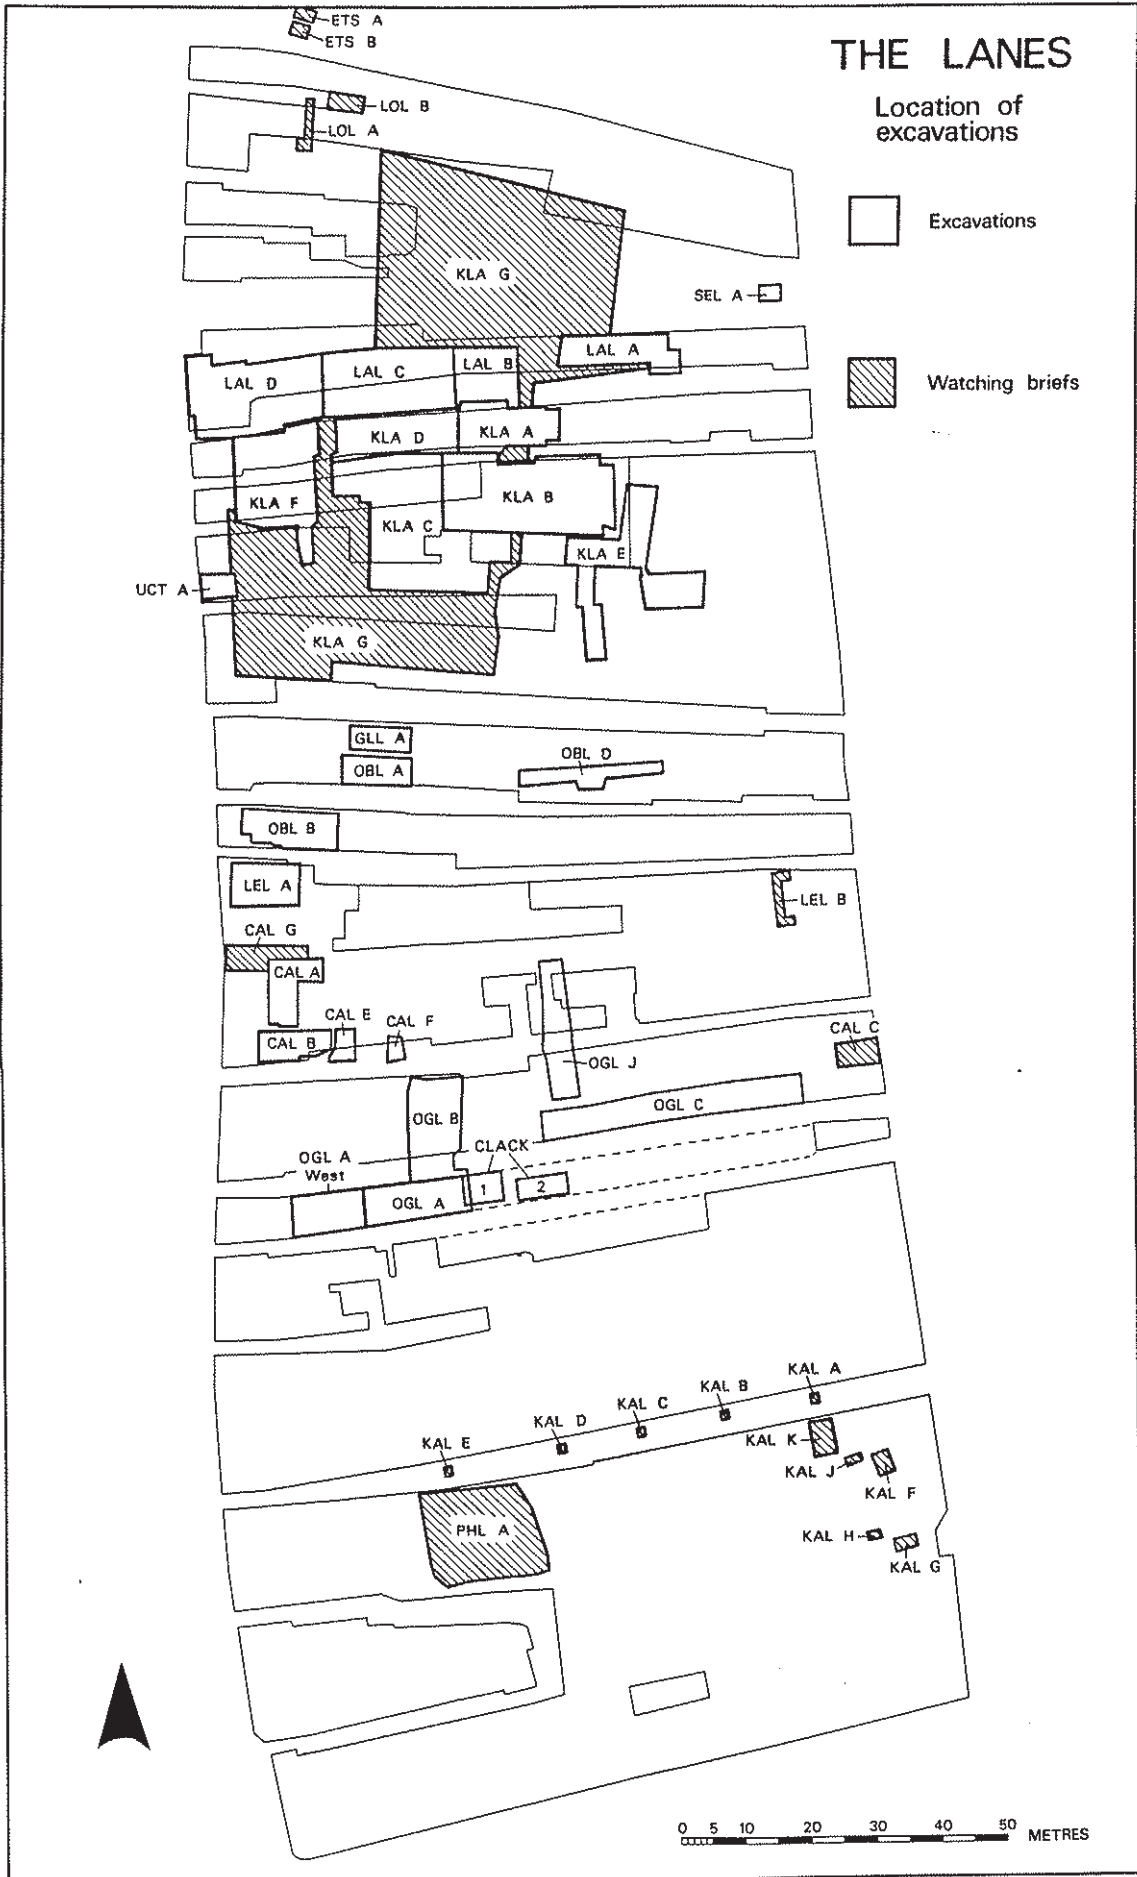 ETS A
ETS B
THE LANES
Location of
excavations
LOL B
LOL A
Excavations
KLA G
SEL A
LAL A
LAL B
LAL C
LAL D
Watching briefs
KLA D
KLA A
KLA B
KLA F
KLA C
KLA E
UCT A
KLA G
GLL A
OBL D
OBL A
OBL B
LEL A
LEL B
CAL G
CAL A
CAL E
CAL F
CAL C
CAL B
OGL J
OGL C
OGL B
CLACK
OGL A
West
1
2
OGL A
KAL A
KAL B
KAL C
KAL D
KAL K
KAL E
KAL J
KAL F
PHL A
KAL H
KAL G
0 5 10 20 30 40 50 METRES